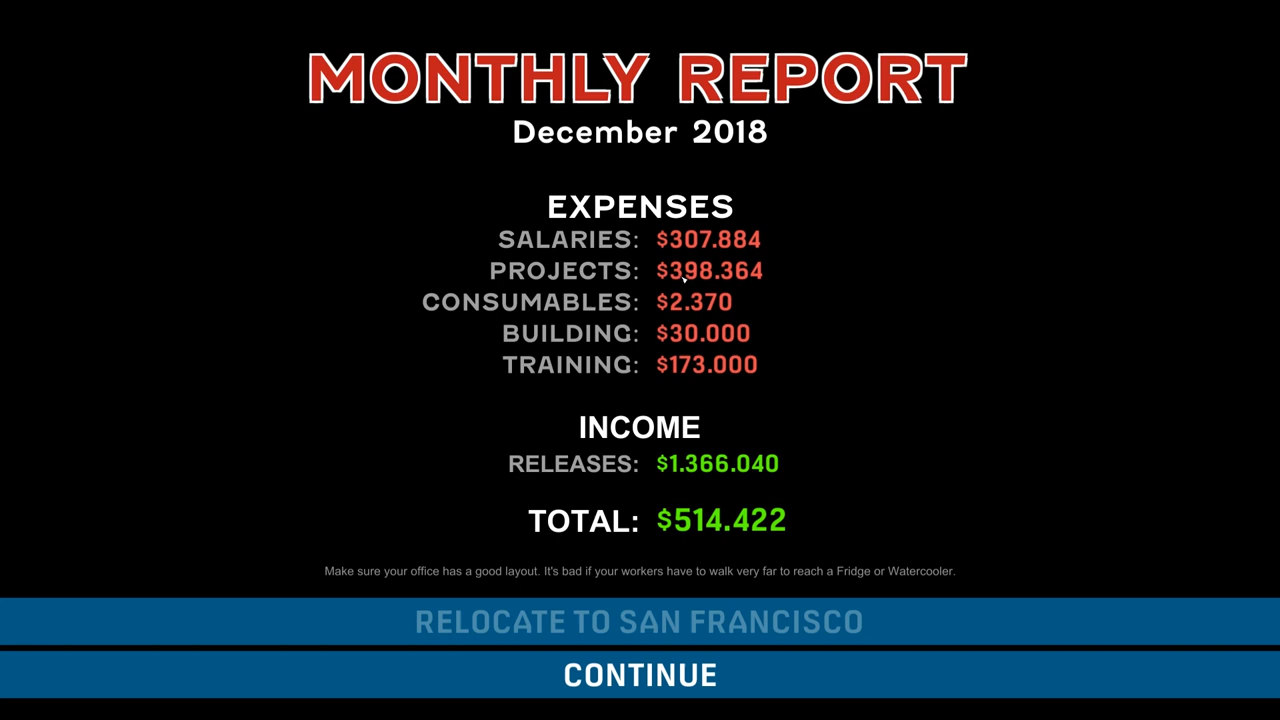 MONTHLY REPORT
December 2018
EXPENSES
SALARIES: $307.884
PROJECTS: $398.364
CONSUMABLES: $2.370
BUILDING: $30.000
TRAINING: $173.000
INCOME
RELEASES: $1.366.040
TOTAL: $514.422
Make sure your office has a good layout. It's bad if your workers have to walk very far to reach a Fridge or Watercooler.
RELOCATE TO SAN FRANCISCO
CONTINUE